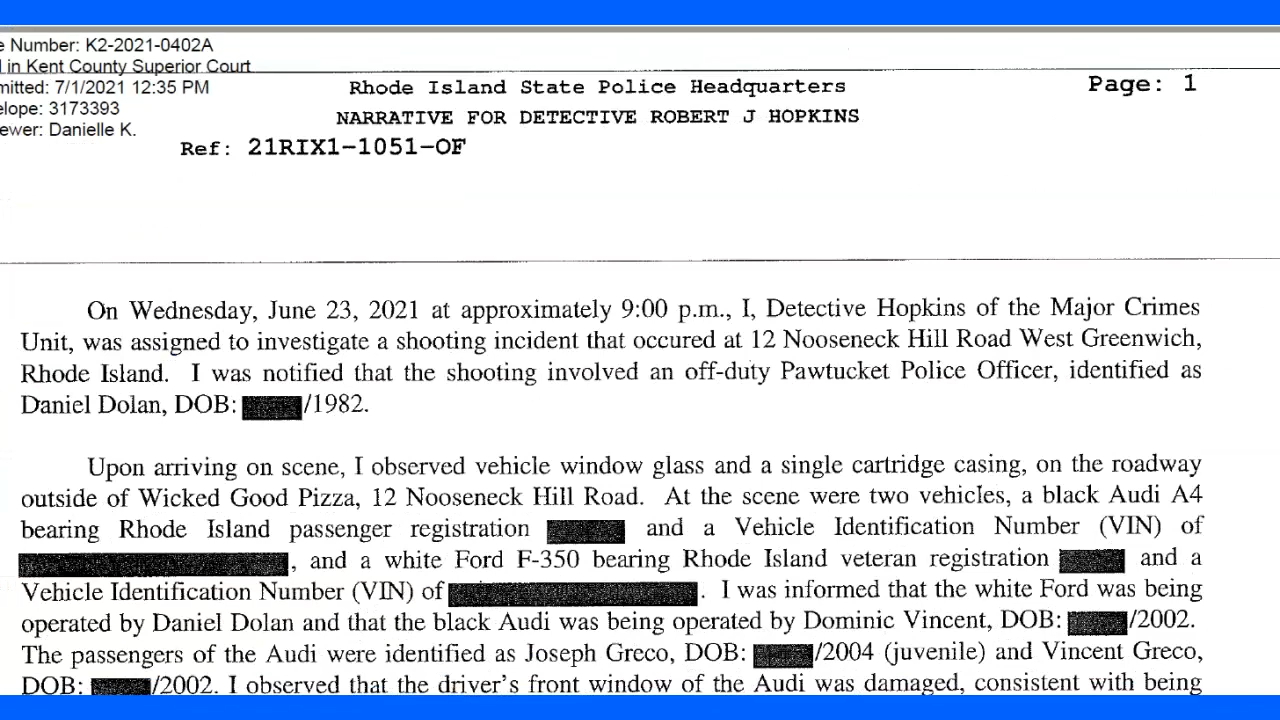 e Number: K2-2021-0402A
l in Kent County Superior Court
mitted: 7/1/2021 12:35 PM
elope: 3173393
ewer: Danielle K.
Rhode Island State Police Headquarters
Page: 1
NARRATIVE FOR DETECTIVE ROBERT J HOPKINS
Ref: 21RIX1-1051-OF
On Wednesday, June 23, 2021 at approximately 9:00 p.m., I, Detective Hopkins of the Major Crimes
Unit, was assigned to investigate a shooting incident that occured at 12 Nooseneck Hill Road West Greenwich,
Rhode Island. I was notified that the shooting involved an off-duty Pawtucket Police Officer, identified as
Daniel Dolan, DOB: /1982.
Upon arriving on scene, I observed vehicle window glass and a single cartridge casing, on the roadway
outside of Wicked Good Pizza, 12 Nooseneck Hill Road. At the scene were two vehicles, a black Audi A4
bearing Rhode Island passenger registration and a Vehicle Identification Number (VIN) of
, and a white Ford F-350 bearing Rhode Island veteran registration and a
Vehicle Identification Number (VIN) of . I was informed that the white Ford was being
operated by Daniel Dolan and that the black Audi was being operated by Dominic Vincent, DOB: /2002.
The passengers of the Audi were identified as Joseph Greco, DOB: /2004 (juvenile) and Vincent Greco,
DOB: /2002. I observed that the driver's front window of the Audi was damaged, consistent with being